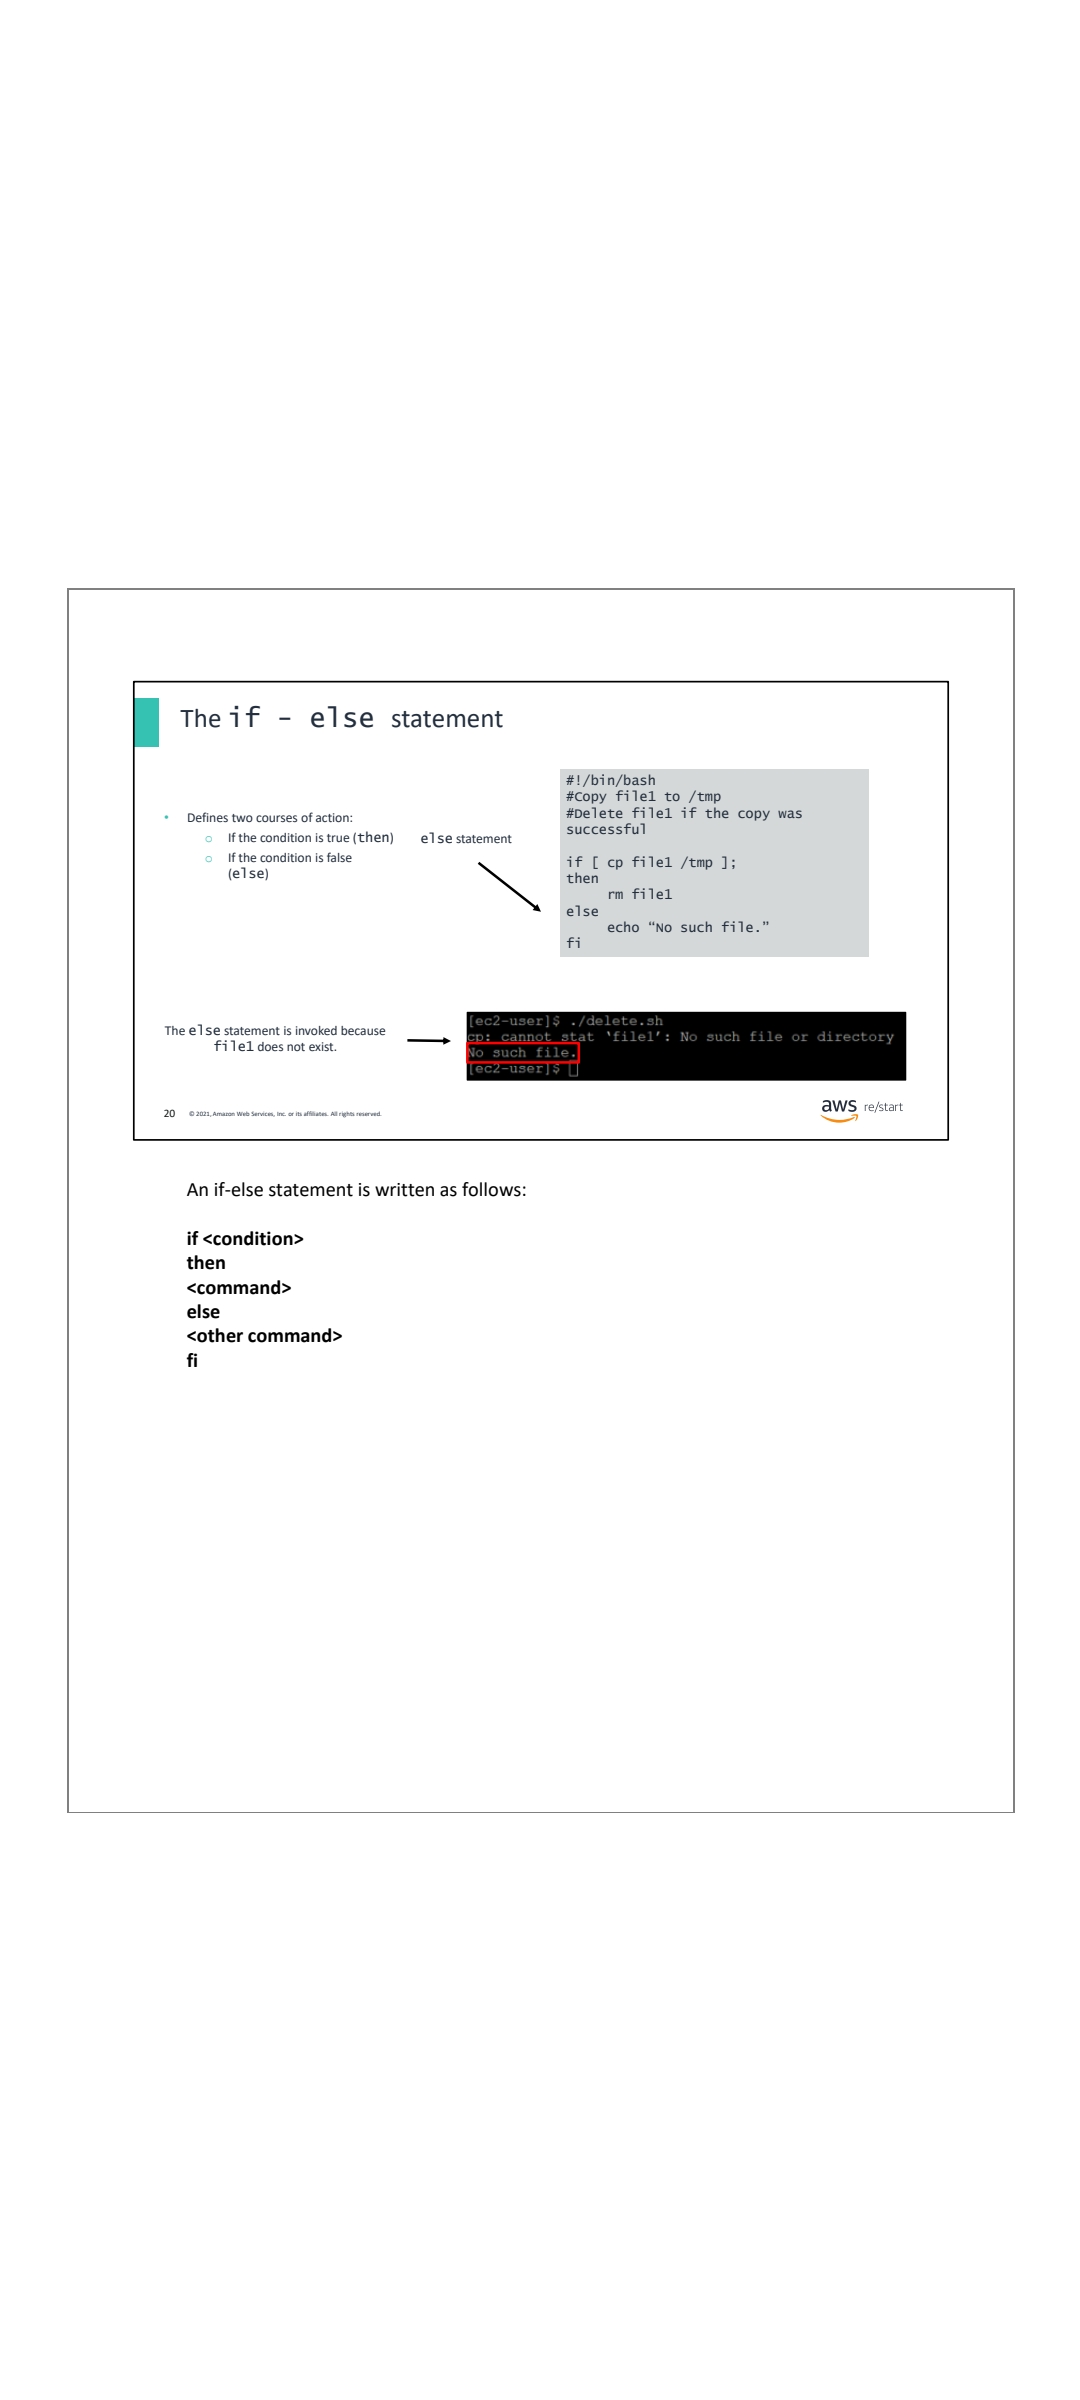 The if - else statement
• Defines two courses of action:
o If the condition is true (then)
o If the condition is false
(else)
else statement
#!/bin/bash
#Copy file1 to /tmp
#Delete file1 if the copy was
successful
if [ cp file1 /tmp ];
then
rm file1
else
echo “No such file.”
fi
The else statement is invoked because
file1 does not exist.
[ec2-user]$ ./delete.sh
cp: cannot stat ‘file1’: No such file or directory
No such file.
[ec2-user]$
20 © 2021, Amazon Web Services, Inc. or its affiliates. All rights reserved.
aws re/start
An if-else statement is written as follows:
if <condition>
then
<command>
else
<other command>
fi